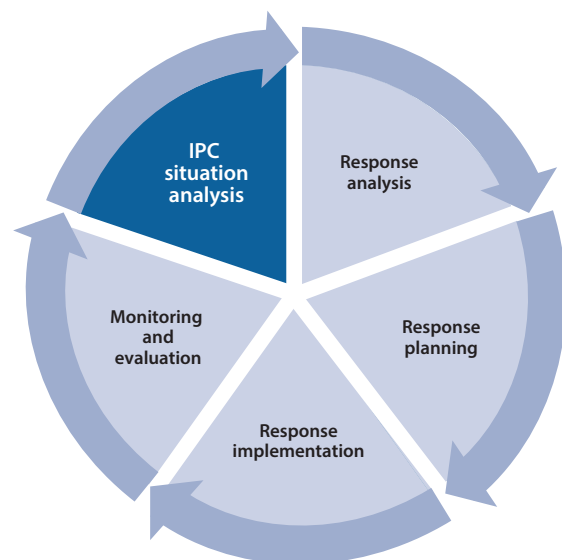 IPC
situation
analysis
Response
analysis
Response
planning
Response
implementation
Monitoring
and
evaluation